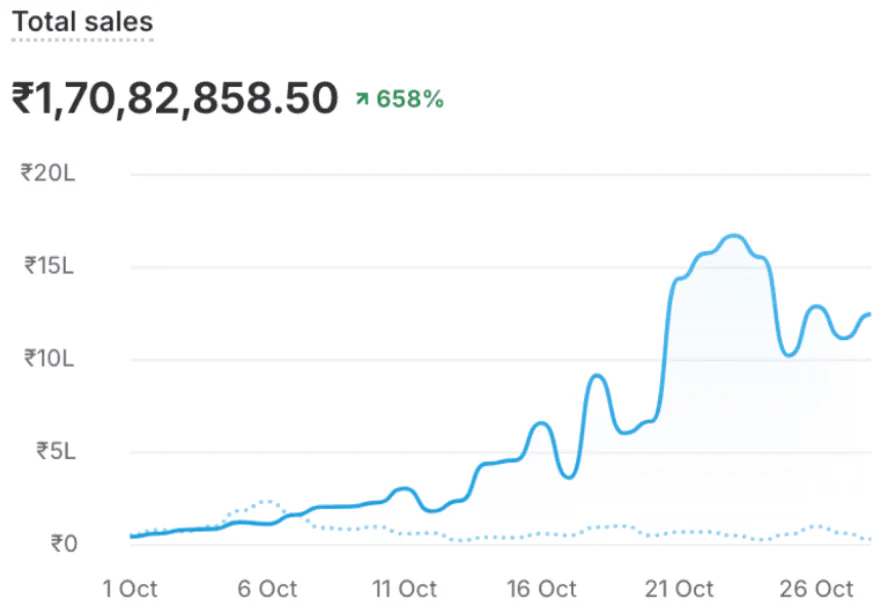 Total sales
₹1,70,82,858.50 ↗ 658%
₹20L
₹15L
₹10L
₹5L
₹0
1 Oct 6 Oct 11 Oct 16 Oct 21 Oct 26 Oct